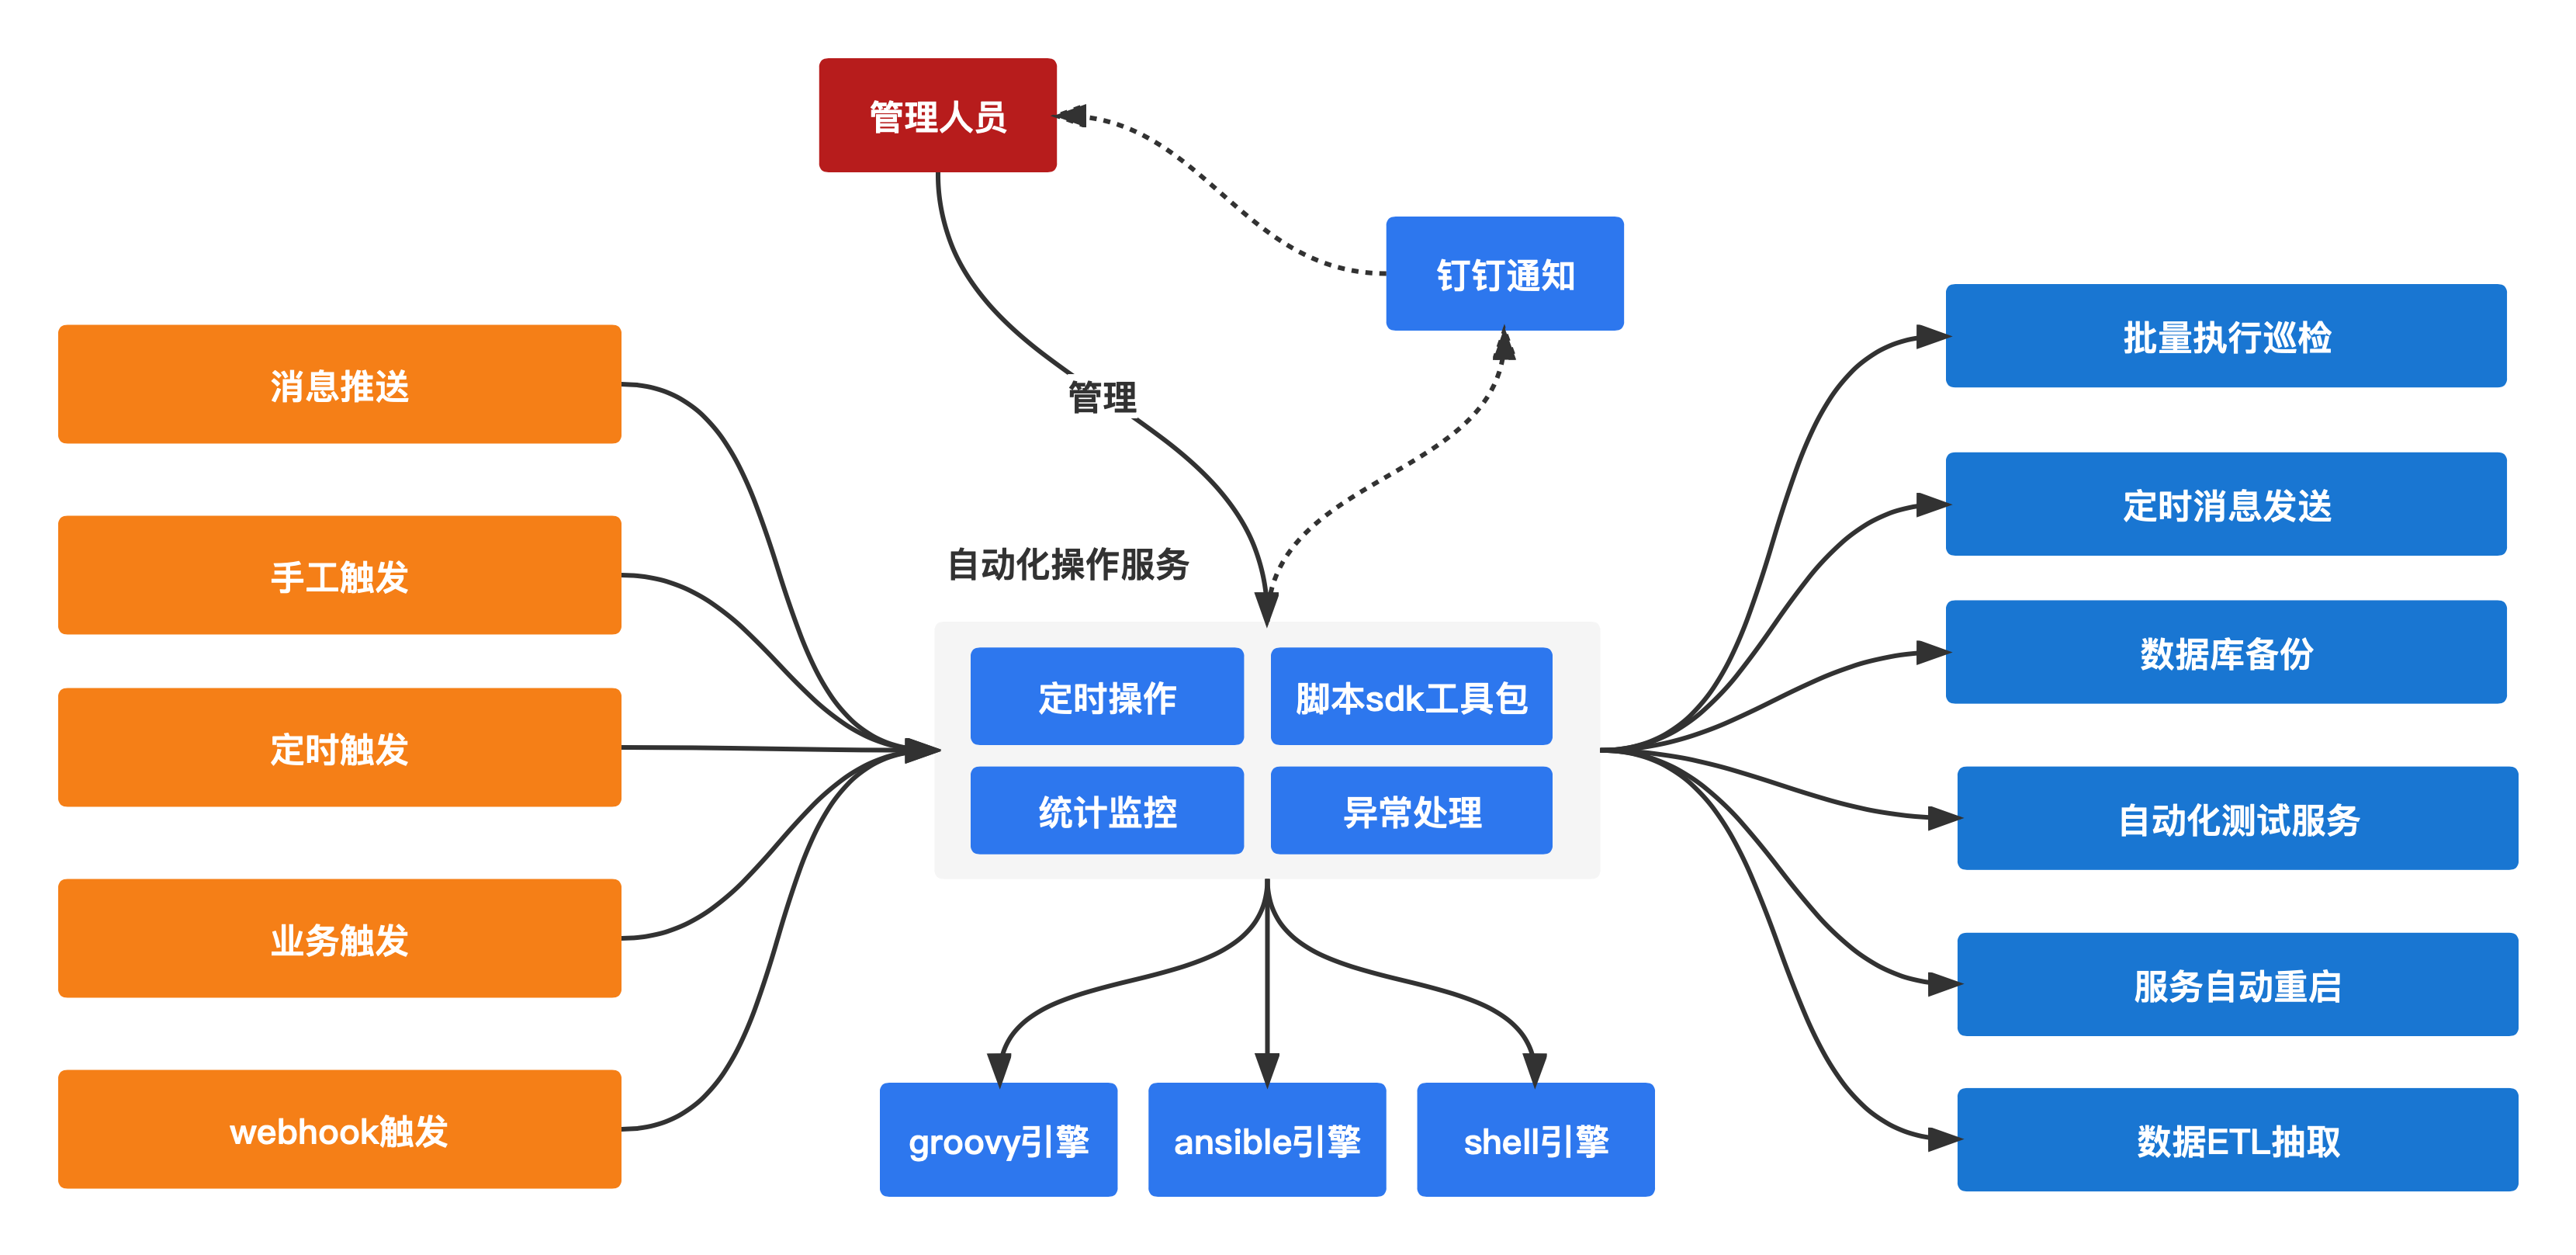 管理人员
钉钉通知
管理
消息推送
手工触发
定时触发
业务触发
webhook触发
自动化操作服务
定时操作
脚本sdk工具包
统计监控
异常处理
groovy引擎
ansible引擎
shell引擎
批量执行巡检
定时消息发送
数据库备份
自动化测试服务
服务自动重启
数据ETL抽取